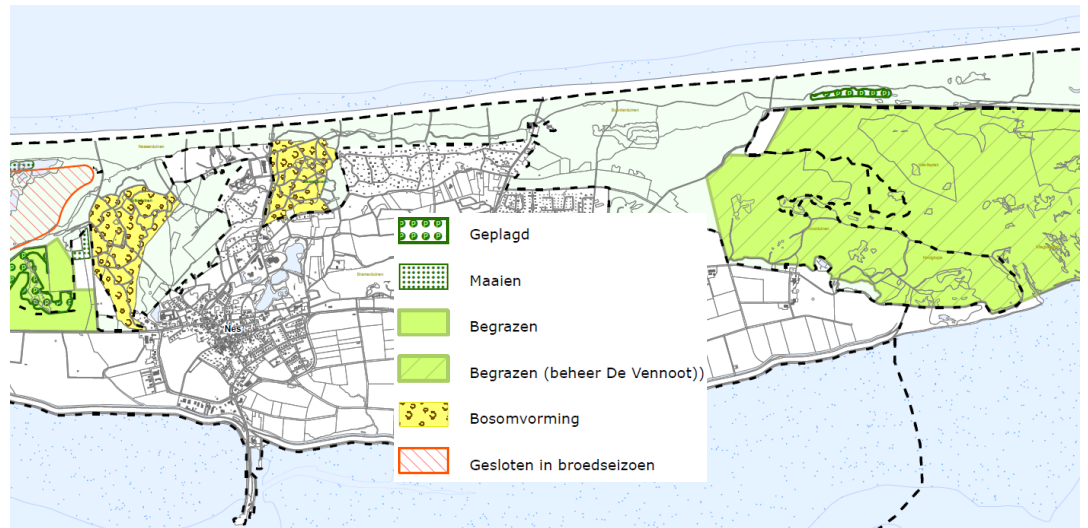 Nes
Geplagd
Maaien
Begrazen
Begrazen (beheer De Vennoot))
Bosomvorming
Gesloten in broedseizoen